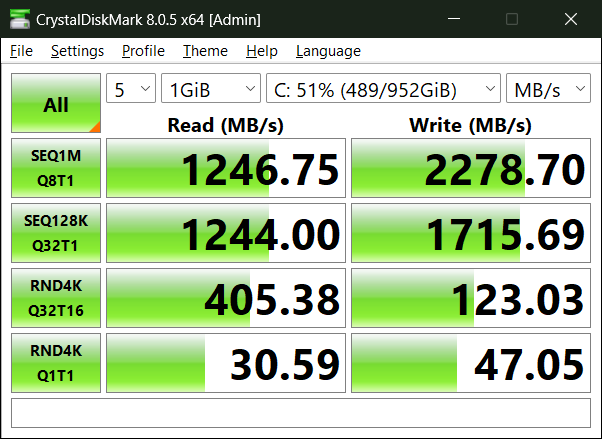 CrystalDiskMark 8.0.5 x64 [Admin]
File Settings Profile Theme Help Language
All 5 1GiB C: 51% (489/952GiB) MB/s
Read (MB/s) Write (MB/s)
SEQ1M
Q8T1 1246.75 2278.70
SEQ128K
Q32T1 1244.00 1715.69
RND4K
Q32T16 405.38 123.03
RND4K
Q1T1 30.59 47.05